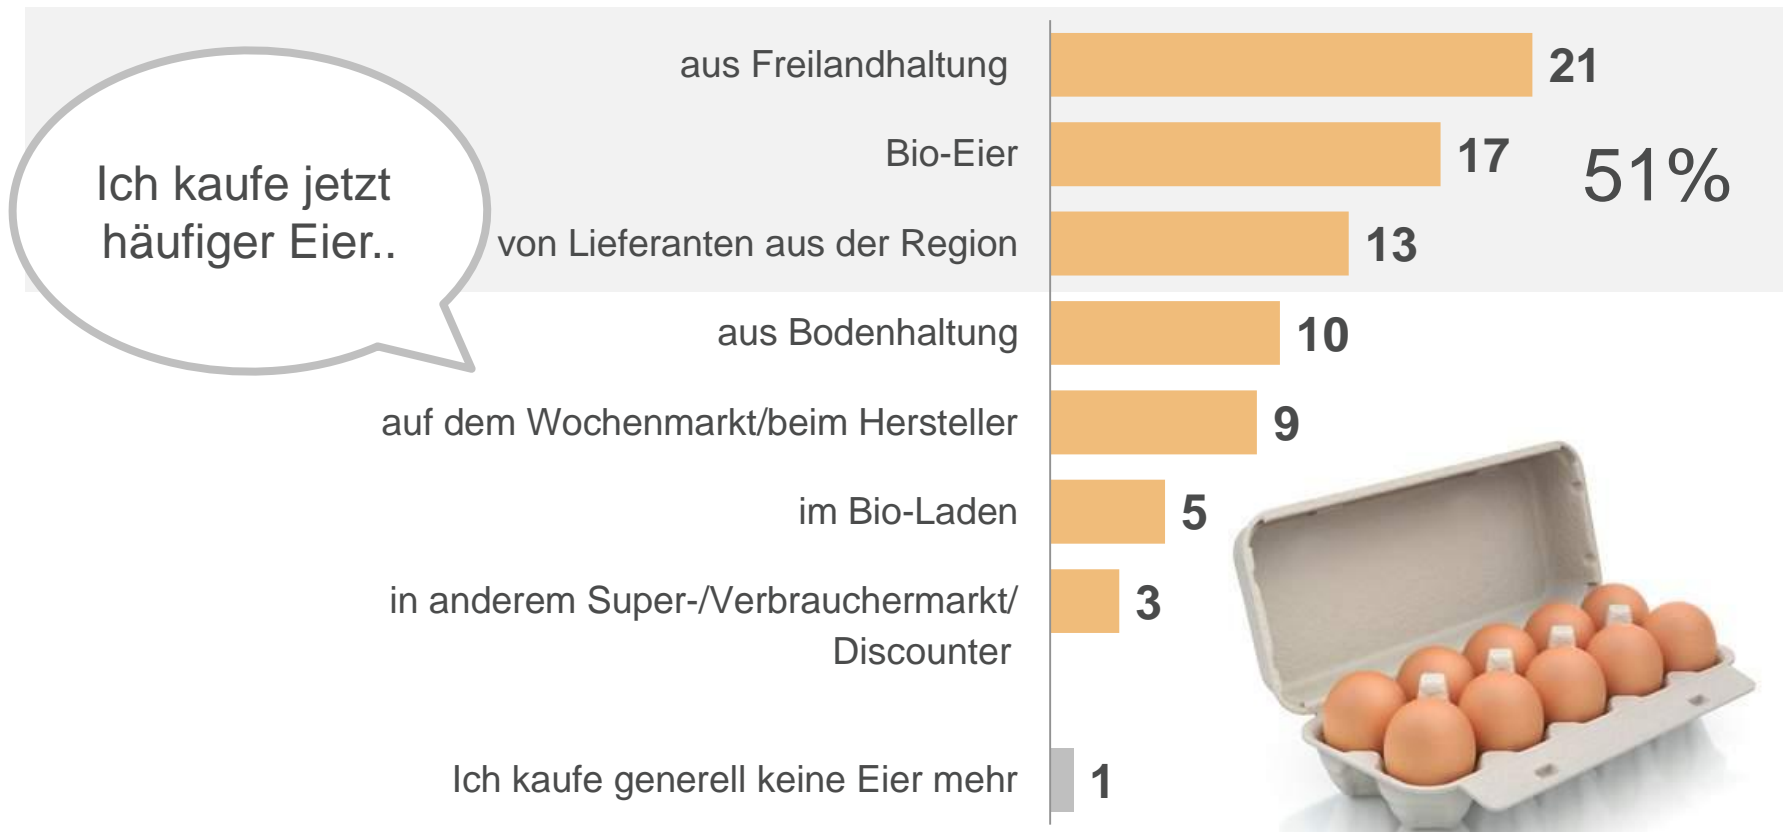 Ich kaufe jetzt
häufiger Eier..
aus Freilandhaltung 21
Bio-Eier 17
51%
von Lieferanten aus der Region 13
aus Bodenhaltung 10
auf dem Wochenmarkt/beim Hersteller 9
im Bio-Laden 5
in anderem Super-/Verbrauchermarkt/ 3
Discounter
Ich kaufe generell keine Eier mehr 1